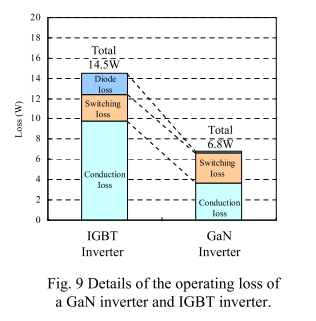 20
18
16
14
12
10
8
6
4
2
0
Loss (W)
Total
14.5W
Diode
loss
Switching
loss
Conduction
loss
Total
6.8W
Switching
loss
Conduction
loss
IGBT
Inverter
GaN
Inverter
Fig. 9 Details of the operating loss of
a GaN inverter and IGBT inverter.